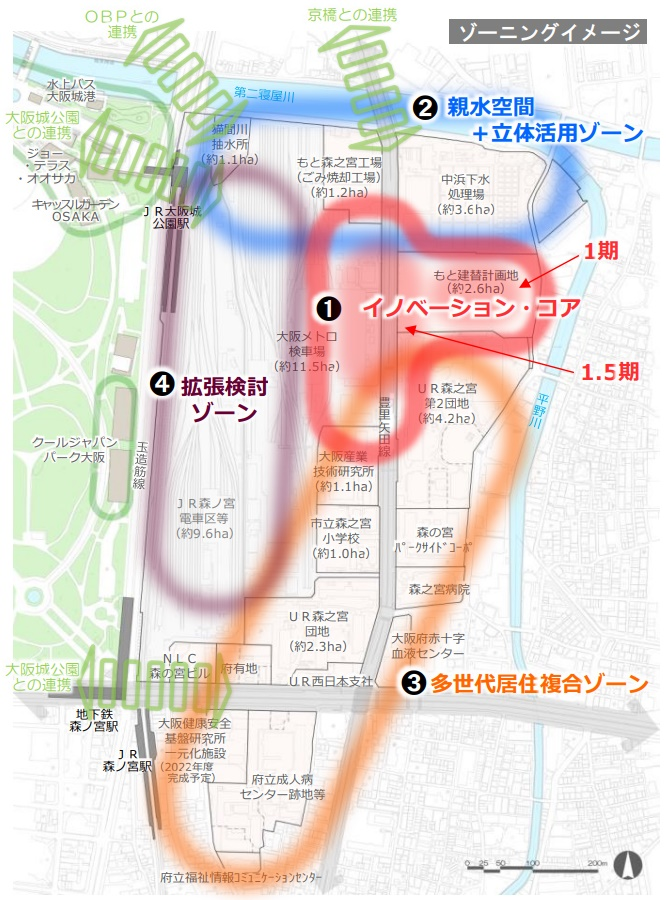 ゾーニングイメージ
OBPとの
連携
京橋との連携
水上バス
大阪城港
第二寝屋川
❷ 親水空間
+立体活用ゾーン
大阪城公園
との連携
ジョー
・テラス
・オオサカ
猫間川
抽水所
(約1.1ha)
もと森之宮工場
(ごみ焼却工場)
(約1.2ha)
中浜下水
処理場
(約3.6ha)
キャッスルガーデン
OSAKA
JR大阪城
公園駅
1期
もと建替計画地
(約2.6ha)
❶ イノベーション・コア
大阪メトロ
検車場
(約11.5ha)
1.5期
❹ 拡張検討
ゾーン
UR森之宮
第2団地
(約4.2ha)
豊里矢田線
平野川
クールジャパン
パーク大阪
玉造筋線
大阪産業
技術研究所
(約1.1ha)
JR森ノ宮
電車区等
(約9.6ha)
市立森之宮
小学校
(約1.0ha)
森の宮
パークサイドコーポ
森之宮病院
UR森之宮
団地
(約2.3ha)
大阪府赤十字
血液センター
大阪城公園
との連携
NLC
森の宮ビル
府有地
UR西日本支社
❸多世代居住複合ゾーン
地下鉄
森ノ宮駅
JR
森ノ宮駅
大阪健康安全
基盤研究所
一元化施設
(2022年度
完成予定)
府立成人病
センター跡地等
府立福祉情報コミュニケーションセンター
0 25 50 100 200m